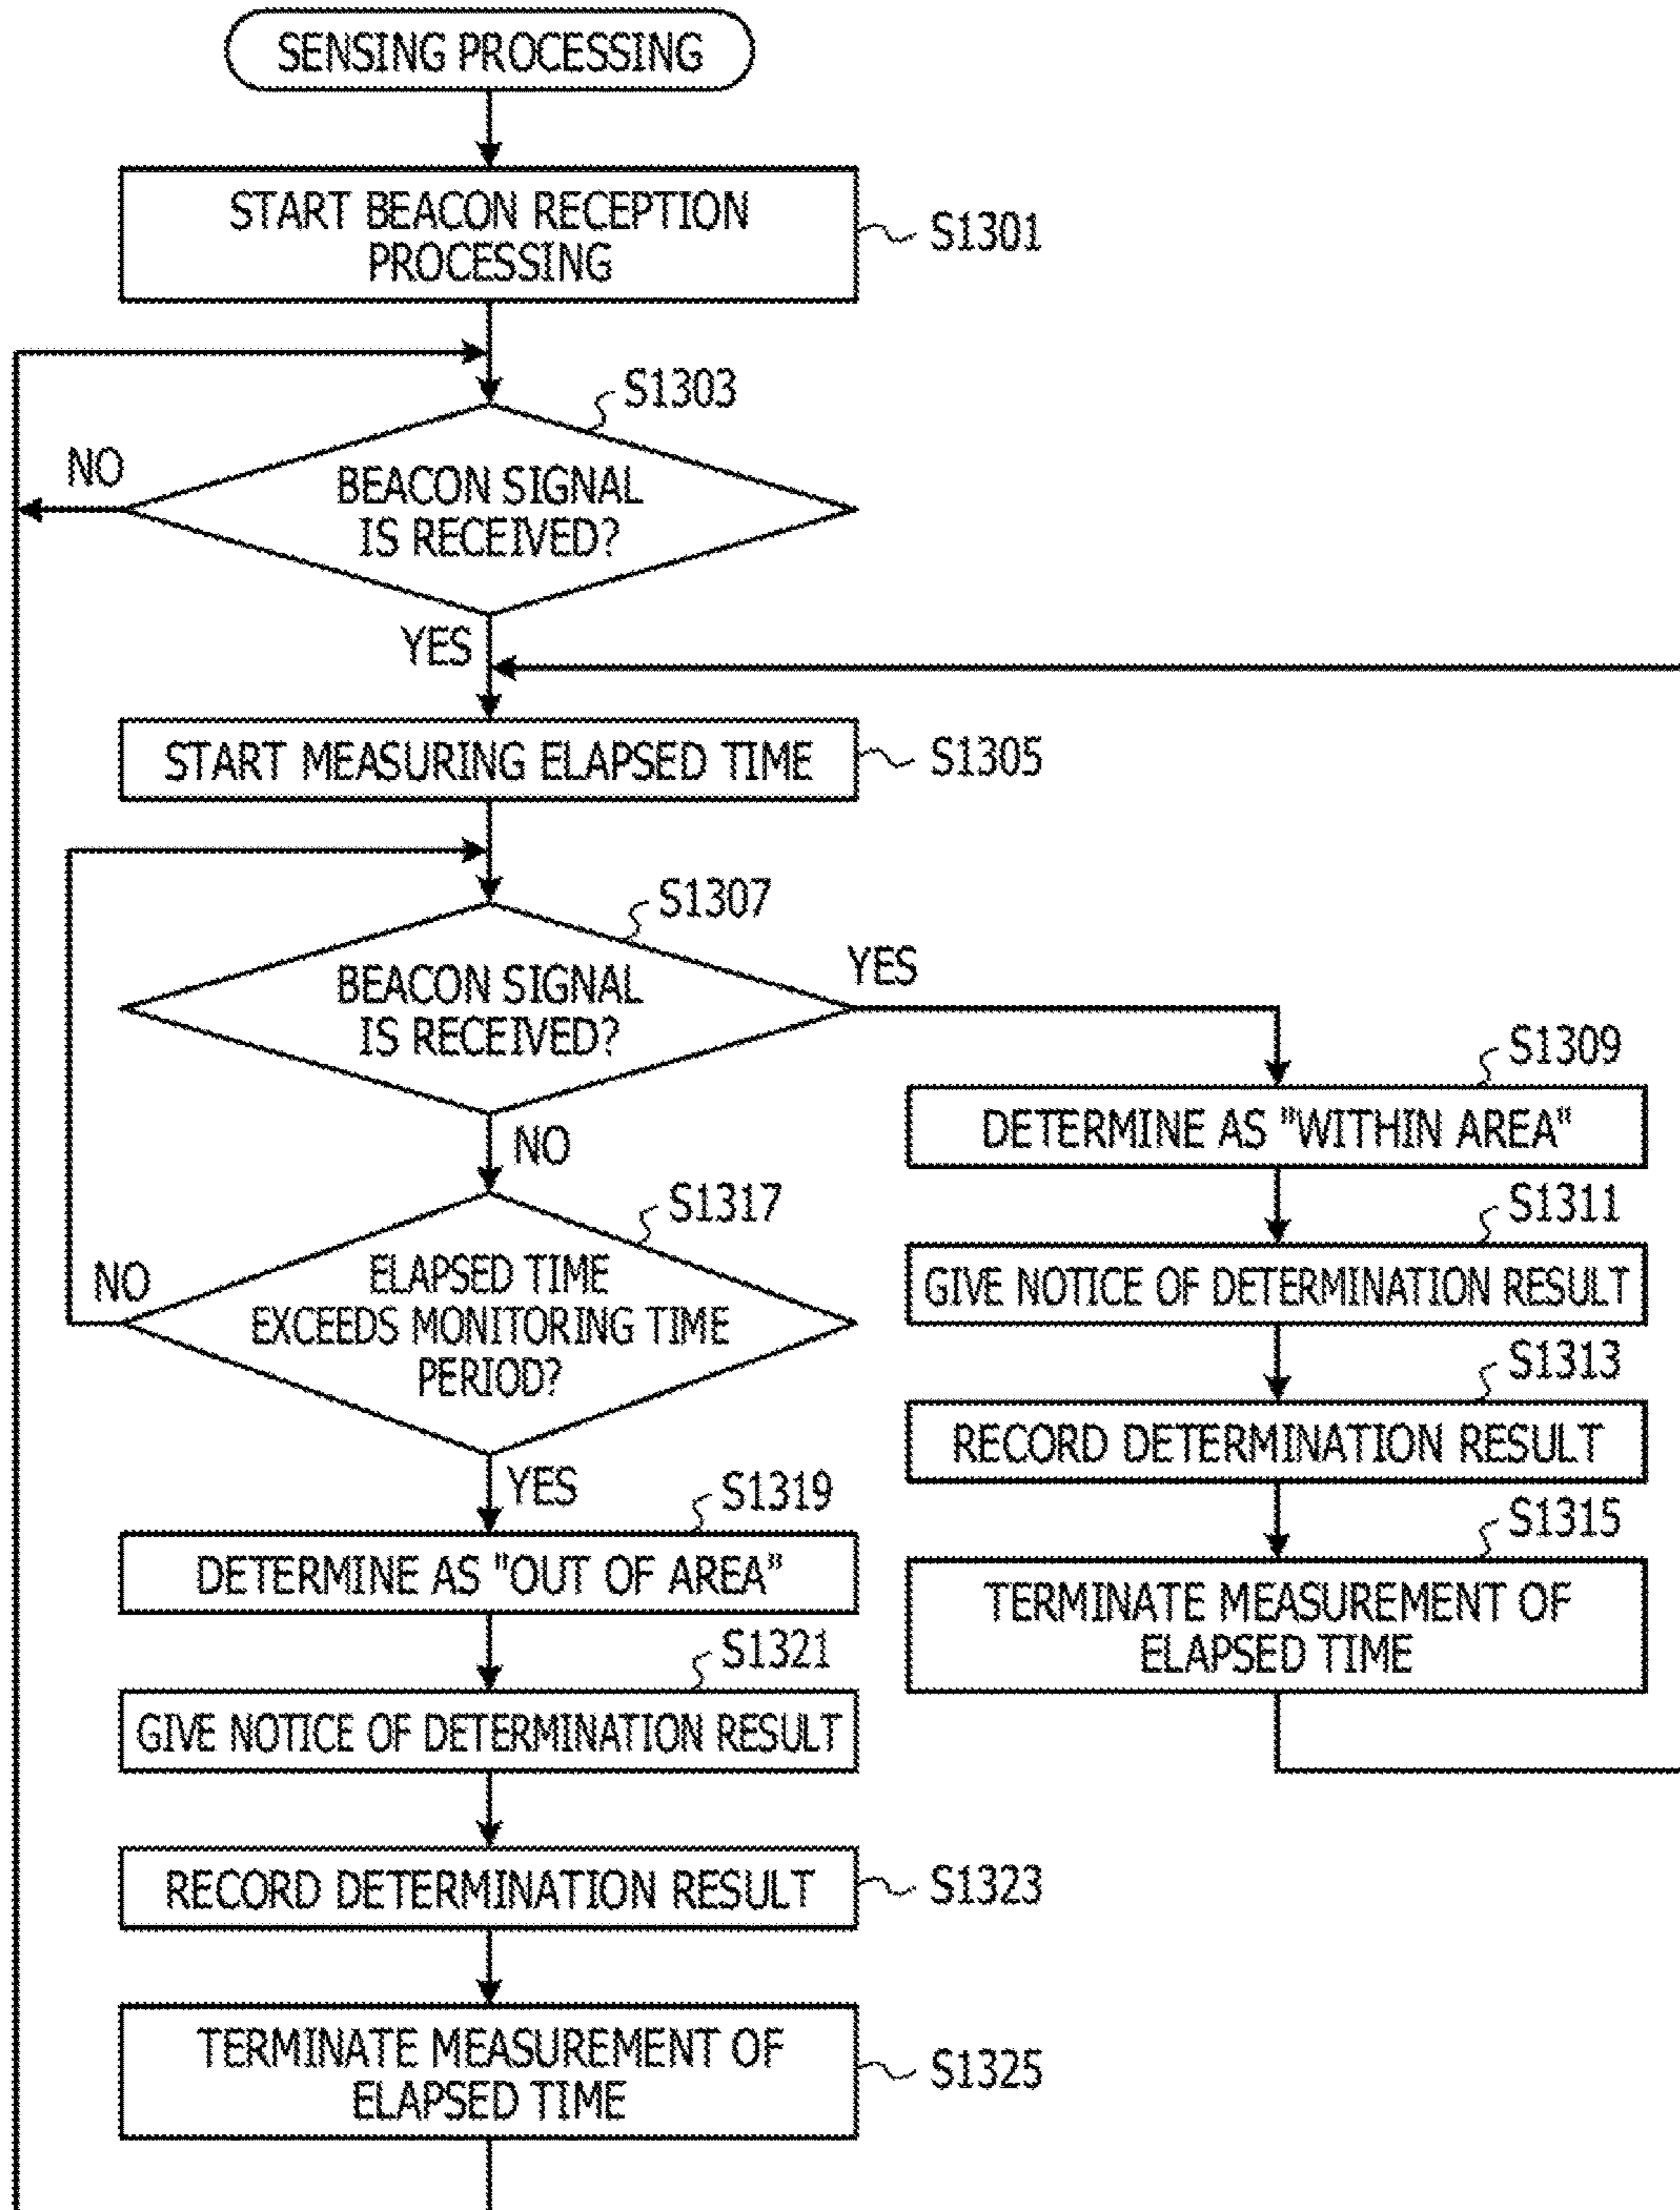 SENSING PROCESSING
START BEACON RECEPTION
PROCESSING
S1301
S1303
NO
BEACON SIGNAL
IS RECEIVED?
YES
START MEASURING ELAPSED TIME
S1305
S1307
BEACON SIGNAL
IS RECEIVED?
YES
NO
S1309
DETERMINE AS "WITHIN AREA"
S1311
GIVE NOTICE OF DETERMINATION RESULT
S1313
RECORD DETERMINATION RESULT
S1315
TERMINATE MEASUREMENT OF
ELAPSED TIME
S1317
NO
ELAPSED TIME
EXCEEDS MONITORING TIME
PERIOD?
YES
S1319
DETERMINE AS "OUT OF AREA"
S1321
GIVE NOTICE OF DETERMINATION RESULT
RECORD DETERMINATION RESULT
S1323
TERMINATE MEASUREMENT OF
ELAPSED TIME
S1325